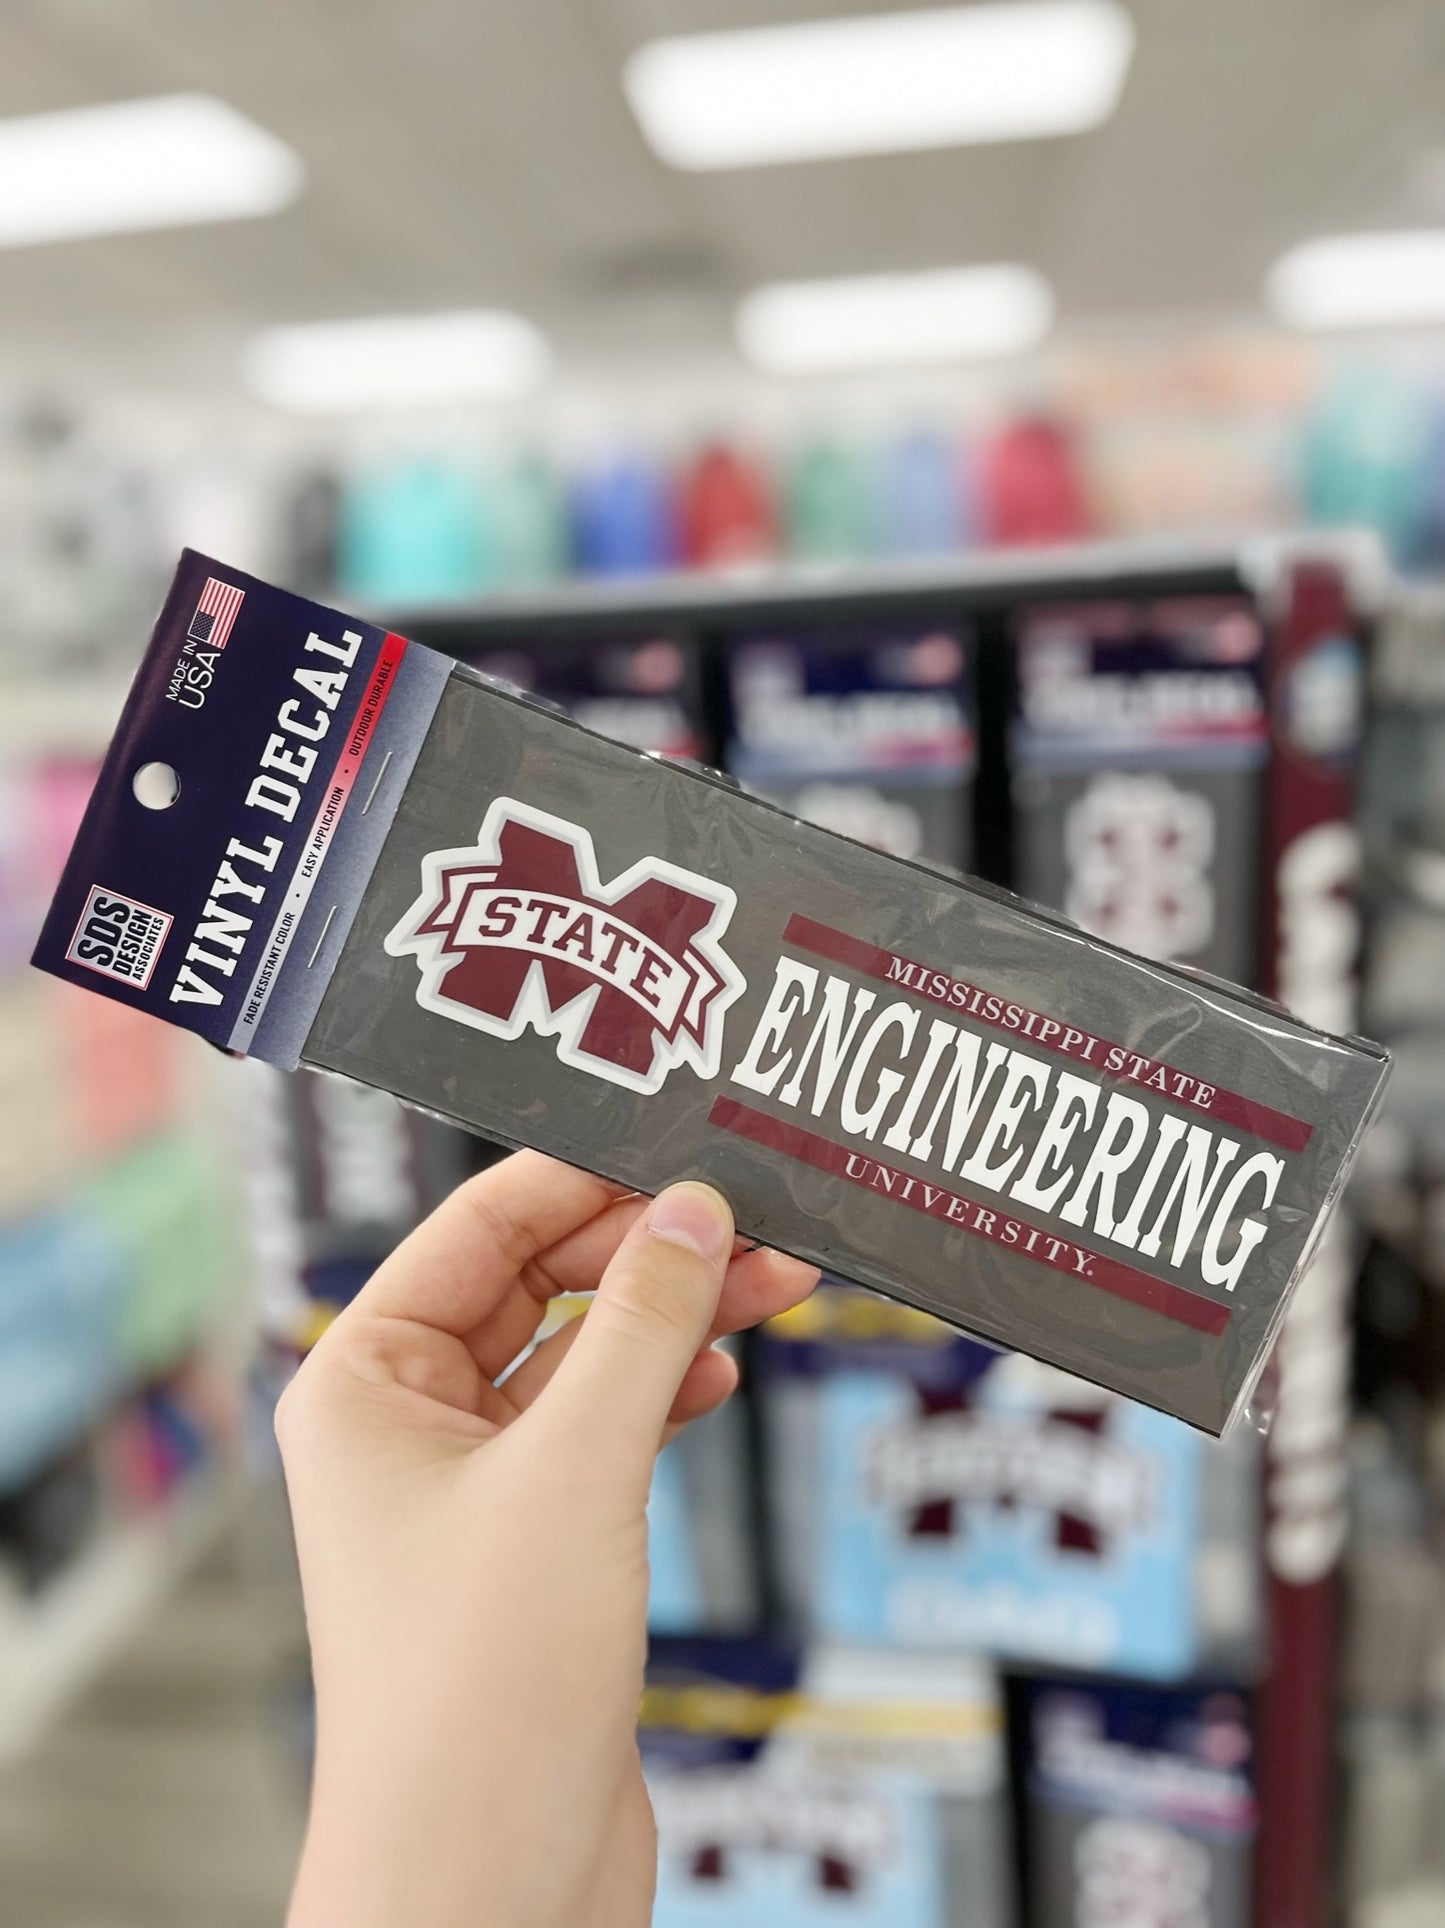 MADE IN
USA
SDS
DESIGN
ASSOCIATES
VINYL DECAL
FADE RESISTANT COLOR • EASY APPLICATION • OUTDOOR DURABLE
STATE
MISSISSIPPI STATE
ENGINEERING
UNIVERSITY®